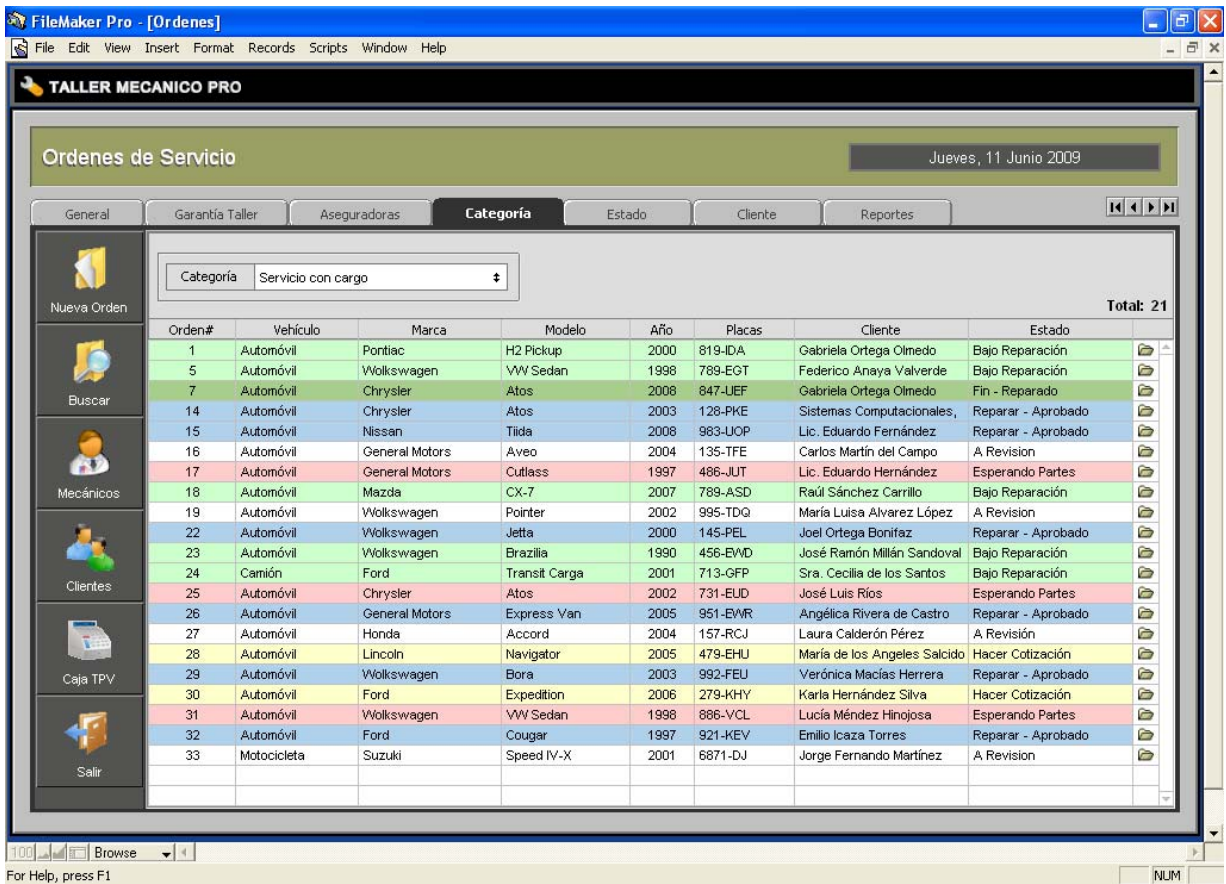 FileMaker Pro - [Ordenes]
File Edit View Insert Format Records Scripts Window Help
TALLER MECANICO PRO
Ordenes de Servicio
Jueves, 11 Junio 2009
General Garantía Taller Aseguradoras Categoría Estado Cliente Reportes
Nueva Orden
Buscar
Mecánicos
Clientes
Caja TPV
Salir
Categoría Servicio con cargo
Total: 21
Orden# Vehículo Marca Modelo Año Placas Cliente Estado
1 Automóvil Pontiac H2 Pickup 2000 819-IDA Gabriela Ortega Olmedo Bajo Reparación
5 Automóvil Wolkswagen VW Sedan 1998 789-EGT Federico Anaya Valverde Bajo Reparación
7 Automóvil Chrysler Atos 2008 847-UEF Gabriela Ortega Olmedo Fin - Reparado
14 Automóvil Chrysler Atos 2003 128-PKE Sistemas Computacionales, Reparar - Aprobado
15 Automóvil Nissan Tiida 2008 983-UOP Lic. Eduardo Fernández Reparar - Aprobado
16 Automóvil General Motors Aveo 2004 135-TFE Carlos Martín del Campo A Revision
17 Automóvil General Motors Cutlass 1997 486-JUT Lic. Eduardo Hernández Esperando Partes
18 Automóvil Mazda CX-7 2007 789-ASD Raúl Sánchez Carrillo Bajo Reparación
19 Automóvil Wolkswagen Pointer 2002 995-TDQ María Luisa Alvarez López A Revision
22 Automóvil Wolkswagen Jetta 2000 145-PEL Joel Ortega Bonifaz Reparar - Aprobado
23 Automóvil Wolkswagen Brazilia 1990 456-EWD José Ramón Millán Sandoval Bajo Reparación
24 Camión Ford Transit Carga 2001 713-GFP Sra. Cecilia de los Santos Bajo Reparación
25 Automóvil Chrysler Atos 2002 731-EUD José Luis Ríos Esperando Partes
26 Automóvil General Motors Express Van 2005 951-EWR Angélica Rivera de Castro Reparar - Aprobado
27 Automóvil Honda Accord 2004 157-RCJ Laura Calderón Pérez A Revisión
28 Automóvil Lincoln Navigator 2005 479-EHU María de los Angeles Salcido Hacer Cotización
29 Automóvil Wolkswagen Bora 2003 992-FEU Verónica Macías Herrera Reparar - Aprobado
30 Automóvil Ford Expedition 2006 279-KHY Karla Hernández Silva Hacer Cotización
31 Automóvil Wolkswagen VW Sedan 1998 886-VCL Lucía Méndez Hinojosa Esperando Partes
32 Automóvil Ford Cougar 1997 921-KEV Emilio Icaza Torres Reparar - Aprobado
33 Motocicleta Suzuki Speed IV-X 2001 6871-DJ Jorge Fernando Martínez A Revision
100 Browse
For Help, press F1
NUM